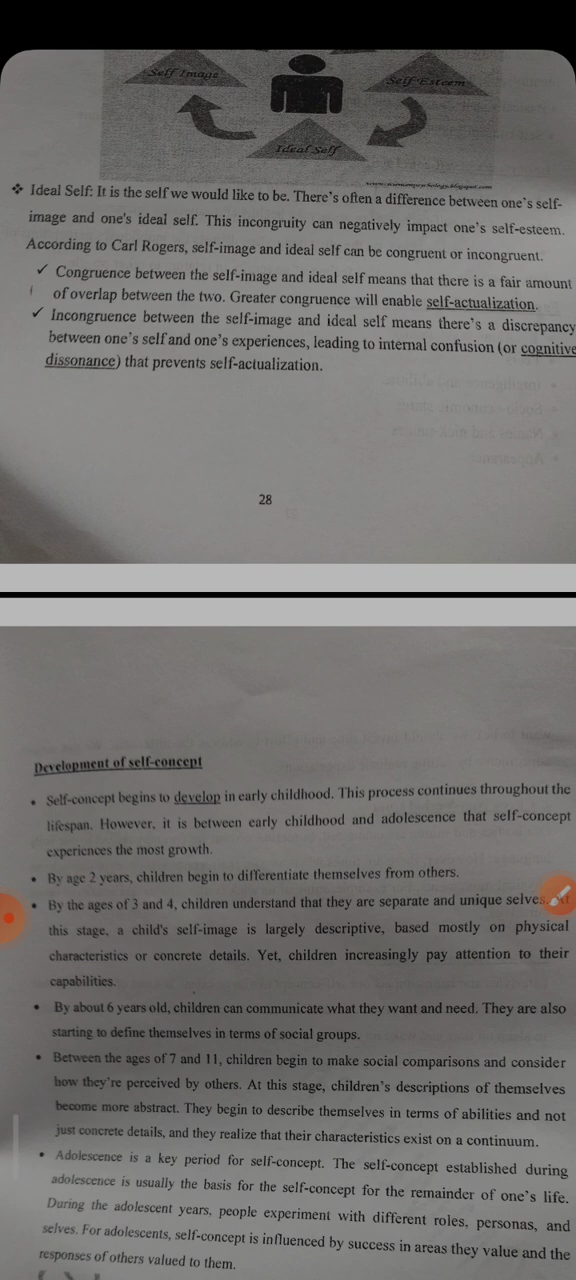 Self Image
Self Esteem
Ideal Self
❖ Ideal Self: It is the self we would like to be. There's often a difference between one's self-
image and one's ideal self. This incongruity can negatively impact one's self-esteem.
According to Carl Rogers, self-image and ideal self can be congruent or incongruent.
✓ Congruence between the self-image and ideal self means that there is a fair amount
of overlap between the two. Greater congruence will enable self-actualization.
✓ Incongruence between the self-image and ideal self means there's a discrepancy
between one's self and one's experiences, leading to internal confusion (or cognitive
dissonance) that prevents self-actualization.
28
Development of self-concept
• Self-concept begins to develop in early childhood. This process continues throughout the
lifespan. However, it is between early childhood and adolescence that self-concept
experiences the most growth.
• By age 2 years, children begin to differentiate themselves from others.
• By the ages of 3 and 4, children understand that they are separate and unique selves.
this stage, a child's self-image is largely descriptive, based mostly on physical
characteristics or concrete details. Yet, children increasingly pay attention to their
capabilities.
• By about 6 years old, children can communicate what they want and need. They are also
starting to define themselves in terms of social groups.
• Between the ages of 7 and 11, children begin to make social comparisons and consider
how they're perceived by others. At this stage, children's descriptions of themselves
become more abstract. They begin to describe themselves in terms of abilities and not
just concrete details, and they realize that their characteristics exist on a continuum.
• Adolescence is a key period for self-concept. The self-concept established during
adolescence is usually the basis for the self-concept for the remainder of one's life.
During the adolescent years, people experiment with different roles, personas, and
selves. For adolescents, self-concept is influenced by success in areas they value and the
responses of others valued to them.